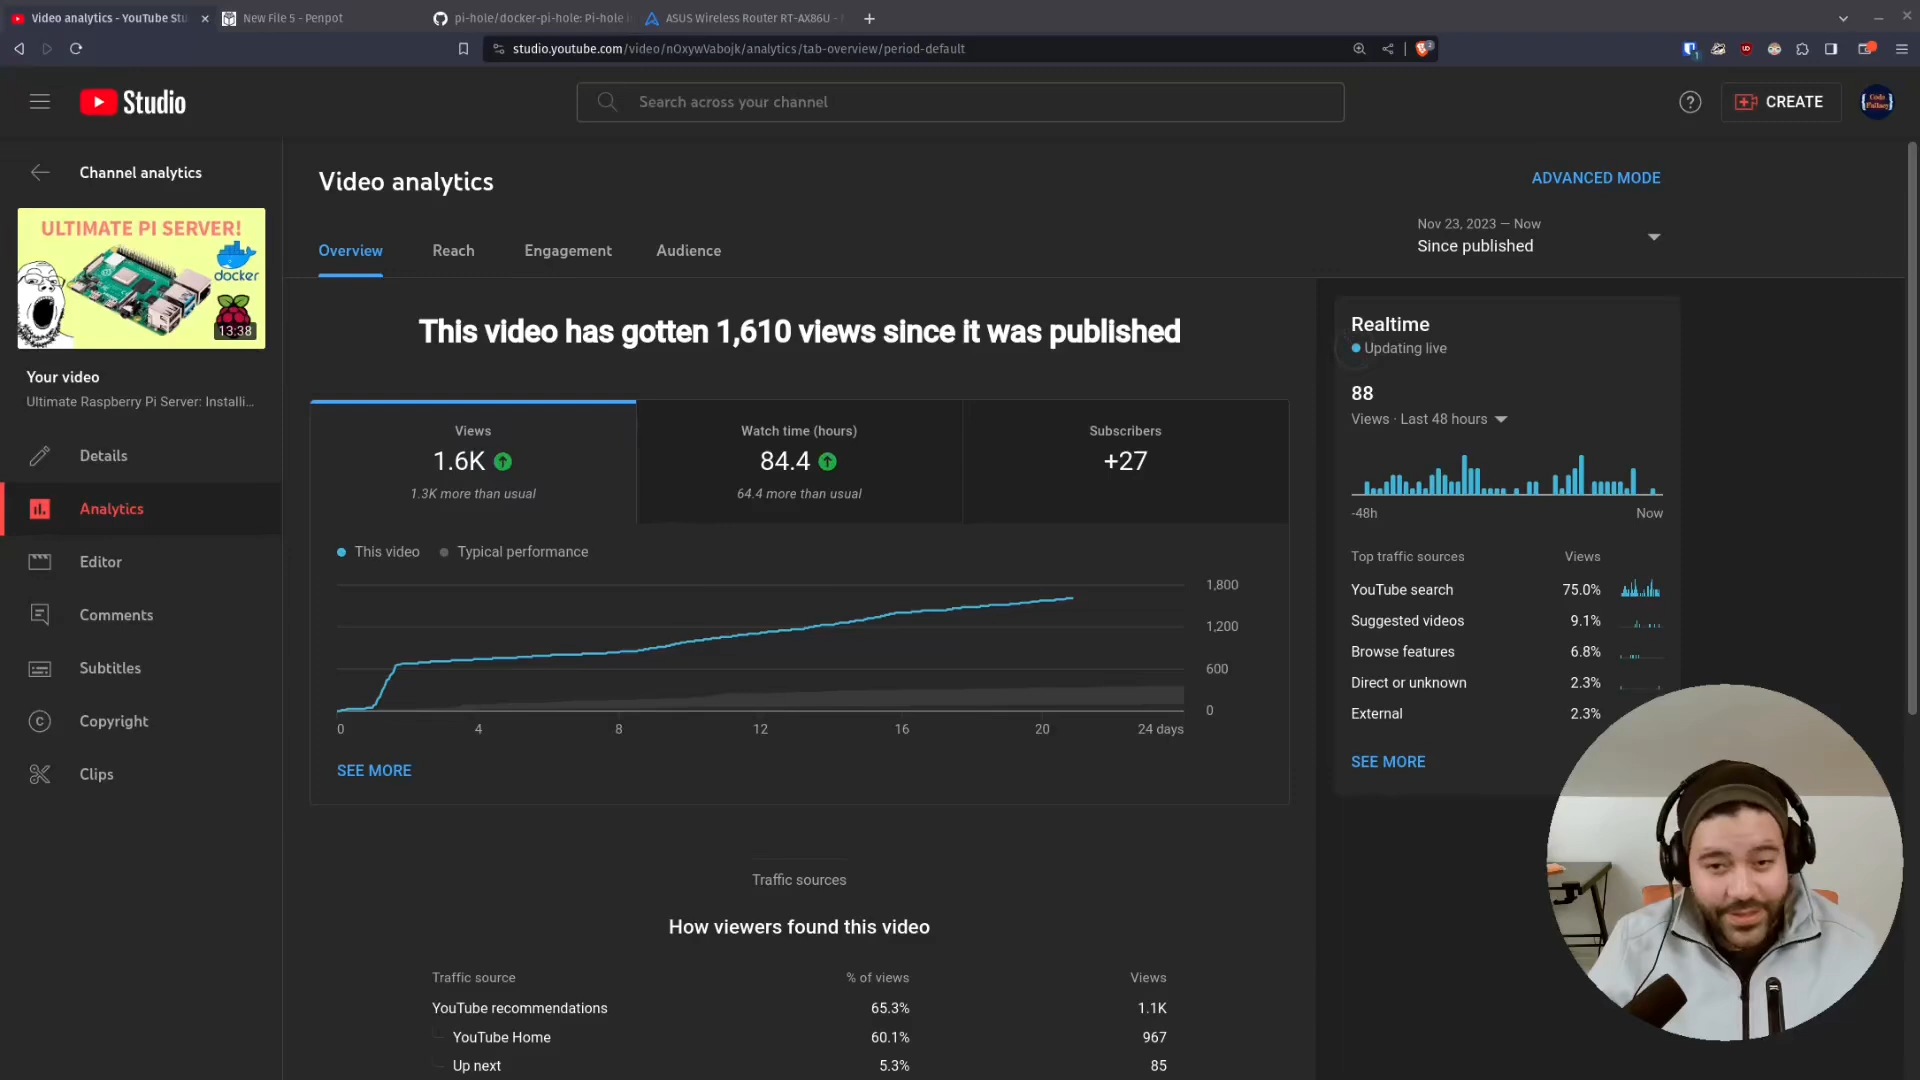 Video analytics - YouTube Stu
New File 5 - Penpot
pi-hole/docker-pi-hole: Pi-hole i
ASUS Wireless Router RT-AX86U -
studio.youtube.com/video/nOxywVabojk/analytics/tab-overview/period-default
Studio
Search across your channel
CREATE
Channel analytics
ULTIMATE PI SERVER!
docker
13:38
Your video
Ultimate Raspberry Pi Server: Installi...
Details
Analytics
Editor
Comments
Subtitles
Copyright
Clips
Video analytics
ADVANCED MODE
Nov 23, 2023 – Now
Since published
Overview
Reach
Engagement
Audience
This video has gotten 1,610 views since it was published
Views
1.6K
1.3K more than usual
Watch time (hours)
84.4
64.4 more than usual
Subscribers
+27
This video
Typical performance
1,800
1,200
600
0
0 4 8 12 16 20 24 days
SEE MORE
Traffic sources
How viewers found this video
Traffic source % of views Views
YouTube recommendations 65.3% 1.1K
YouTube Home 60.1% 967
Up next 5.3% 85
Realtime
Updating live
88
Views · Last 48 hours
-48h Now
Top traffic sources Views
YouTube search 75.0%
Suggested videos 9.1%
Browse features 6.8%
Direct or unknown 2.3%
External 2.3%
SEE MORE